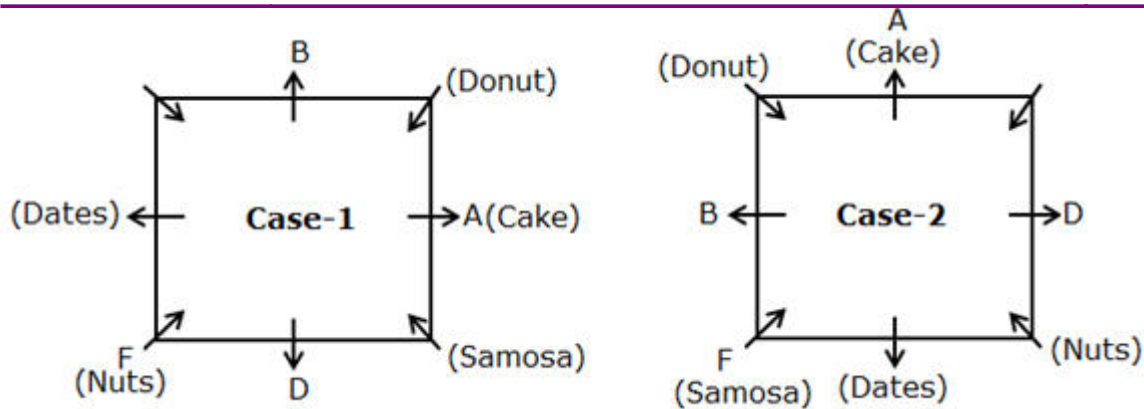 B
(Donut)
(Dates)
Case-1
A(Cake)
F
(Nuts)
D
(Samosa)
A
(Cake)
(Donut)
B
Case-2
D
F
(Samosa)
(Dates)
(Nuts)